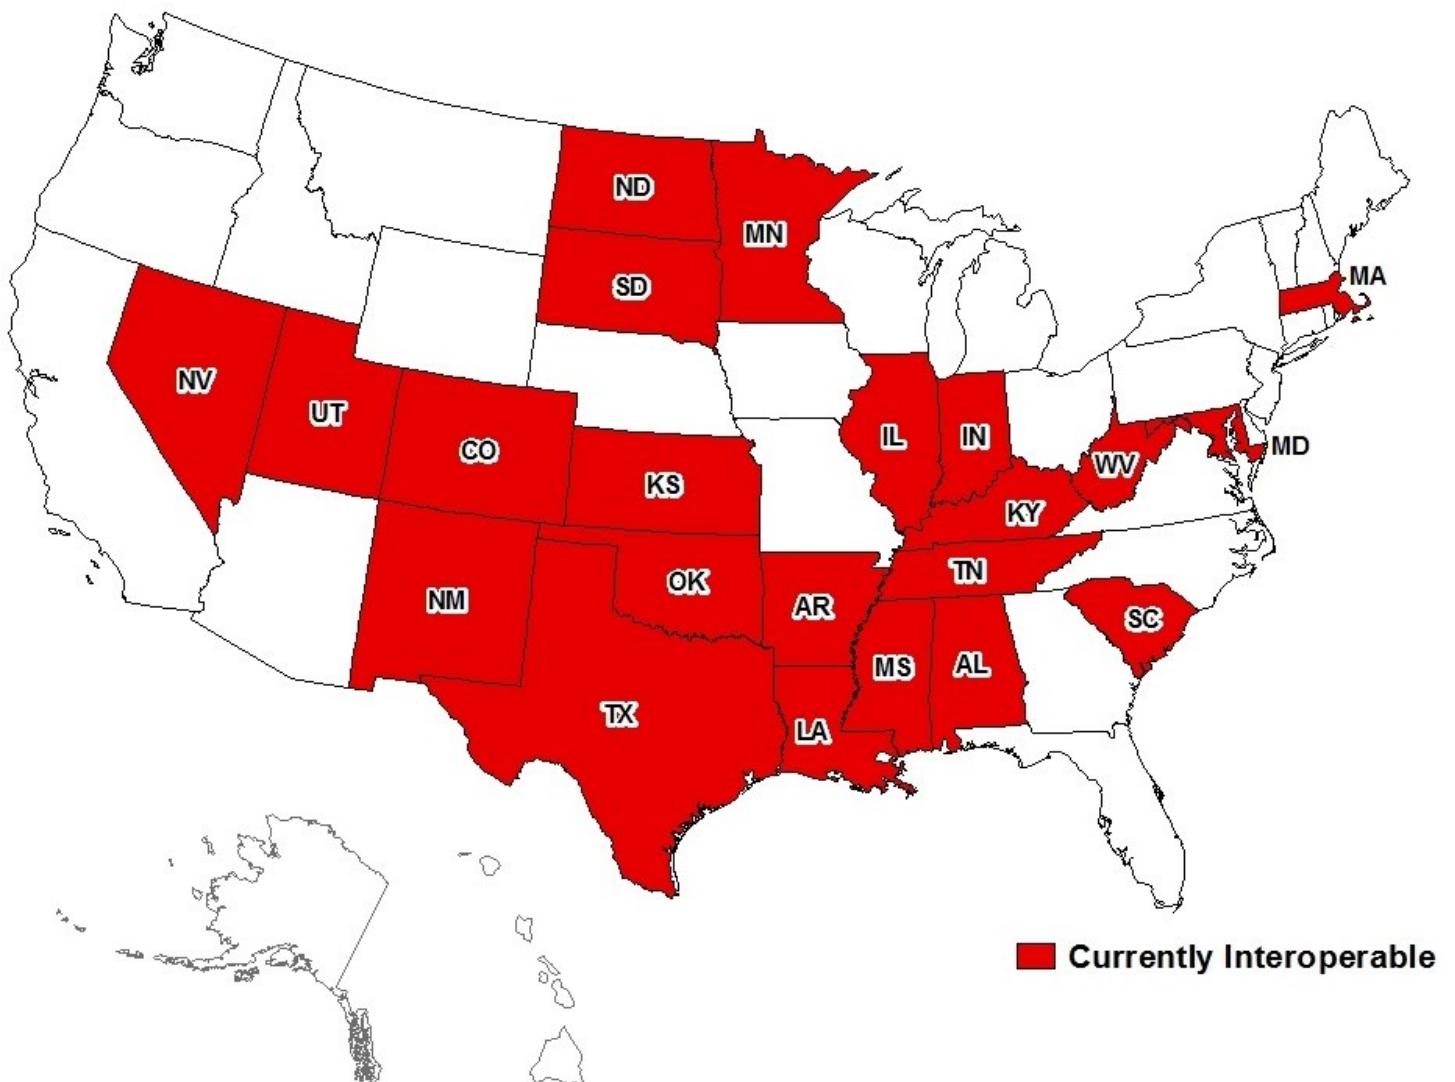 ND
MN
MA
SD
NV
UT
CO
IL
IN
MD
WV
KS
KY
TN
OK
NM
AR
SC
MS
AL
TX
LA
Currently Interoperable